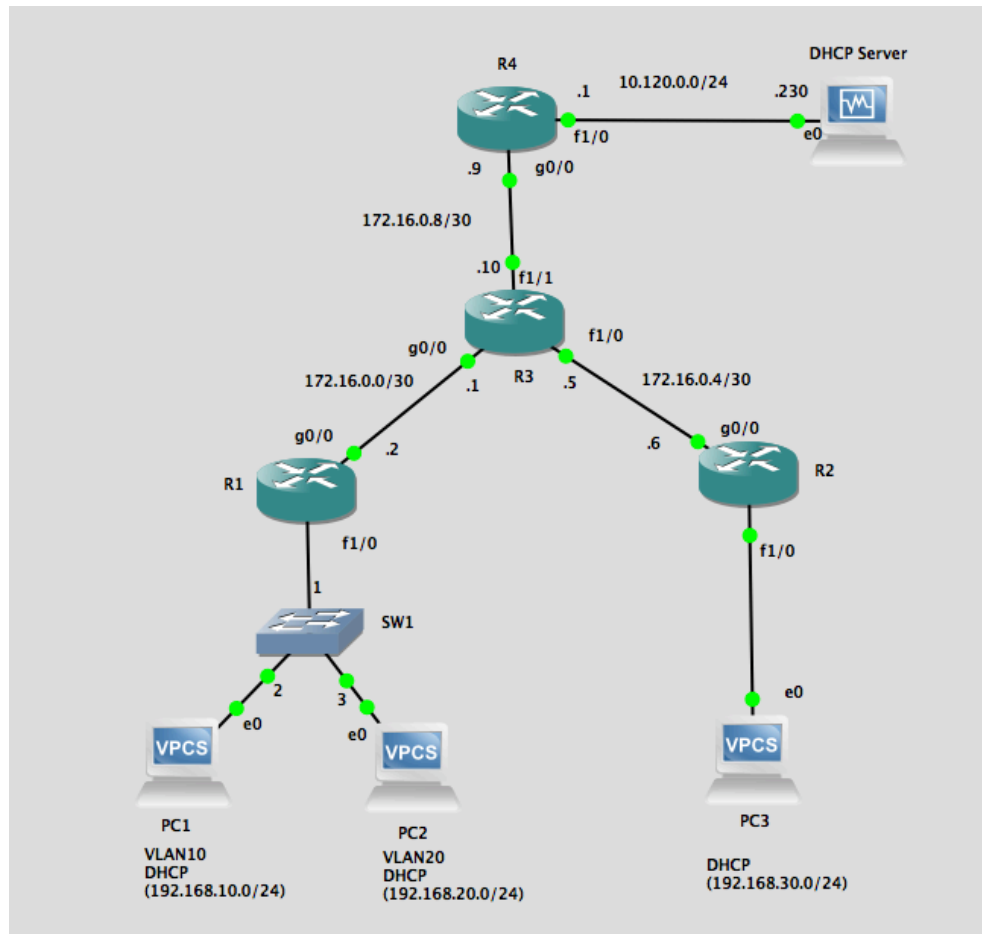 DHCP Server
R4
10.120.0.0/24
.1
.230
f1/0
e0
.9
g0/0
172.16.0.8/30
.10
f1/1
g0/0
f1/0
172.16.0.0/30
.1
R3
.5
172.16.0.4/30
g0/0
.2
.6
g0/0
R1
R2
f1/0
f1/0
1
SW1
2
3
e0
e0
e0
VPCS
VPCS
VPCS
PC1
VLAN10
DHCP
(192.168.10.0/24)
PC2
VLAN20
DHCP
(192.168.20.0/24)
PC3
DHCP
(192.168.30.0/24)